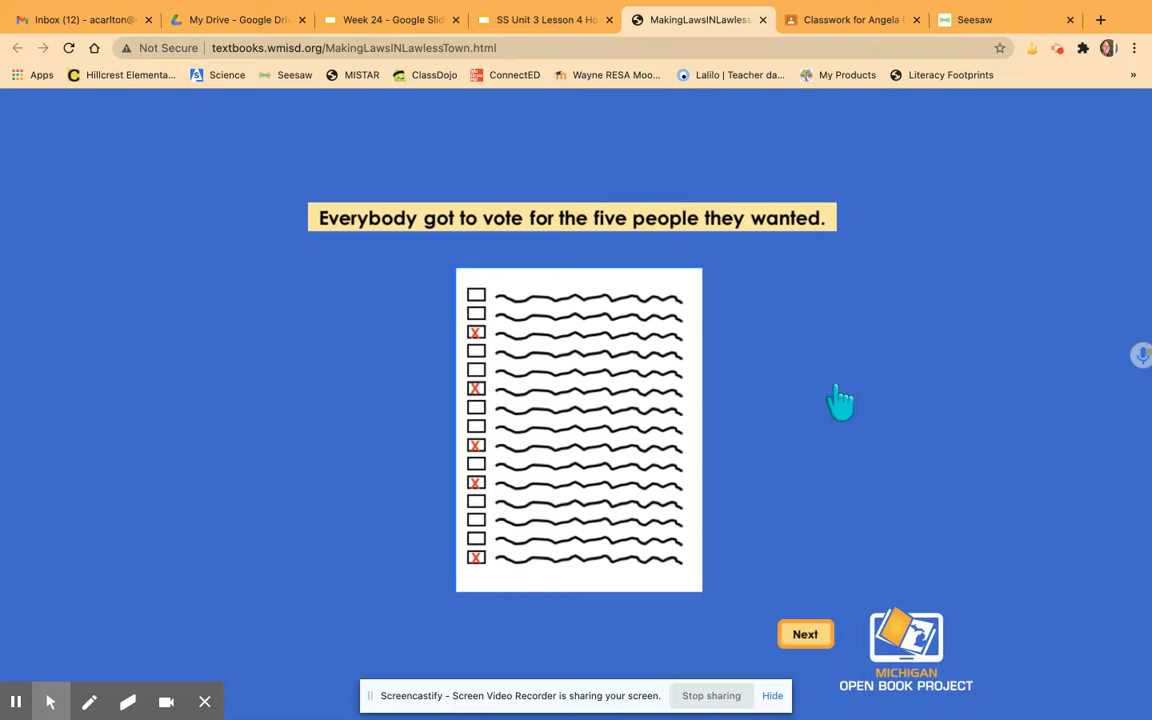 Inbox (12) - acarlton@
My Drive - Google Dri
Week 24 - Google Slid
SS Unit 3 Lesson 4 Ho
MakingLawsINLawless
Classwork for Angela
Seesaw
Not Secure
textbooks.wmisd.org/MakingLawsINLawlessTown.html
Apps
Hillcrest Elementa...
Science
Seesaw
MISTAR
ClassDojo
ConnectED
Wayne RESA Moo...
Lalilo | Teacher da...
My Products
Literacy Footprints
»
Everybody got to vote for the five people they wanted.
X
X
X
X
X
Next
MICHIGAN
OPEN BOOK PROJECT
Screencastify - Screen Video Recorder is sharing your screen.
Stop sharing
Hide